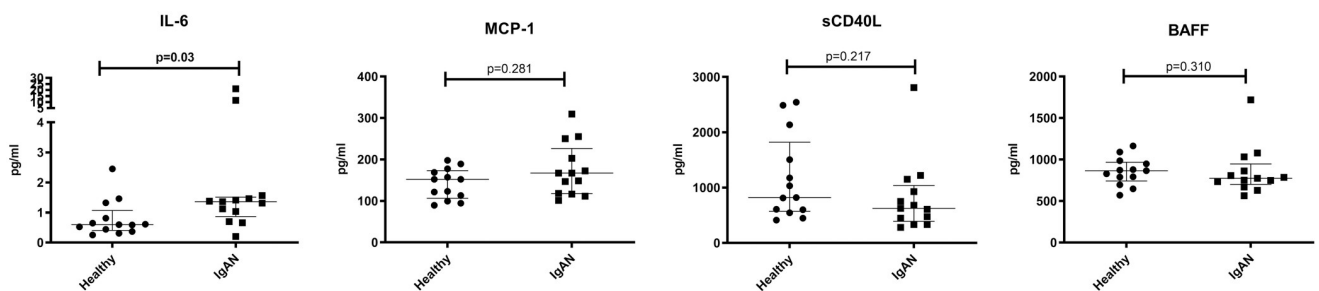 IL-6
p=0.03
30
25
20
15
10
5
4
3
2
1
0
pg/ml
Healthy
IgAN
MCP-1
p=0.281
400
300
200
100
0
pg/ml
Healthy
IgAN
sCD40L
p=0.217
3000
2000
1000
0
pg/ml
Healthy
IgAN
BAFF
p=0.310
2000
1500
1000
500
0
pg/ml
Healthy
IgAN